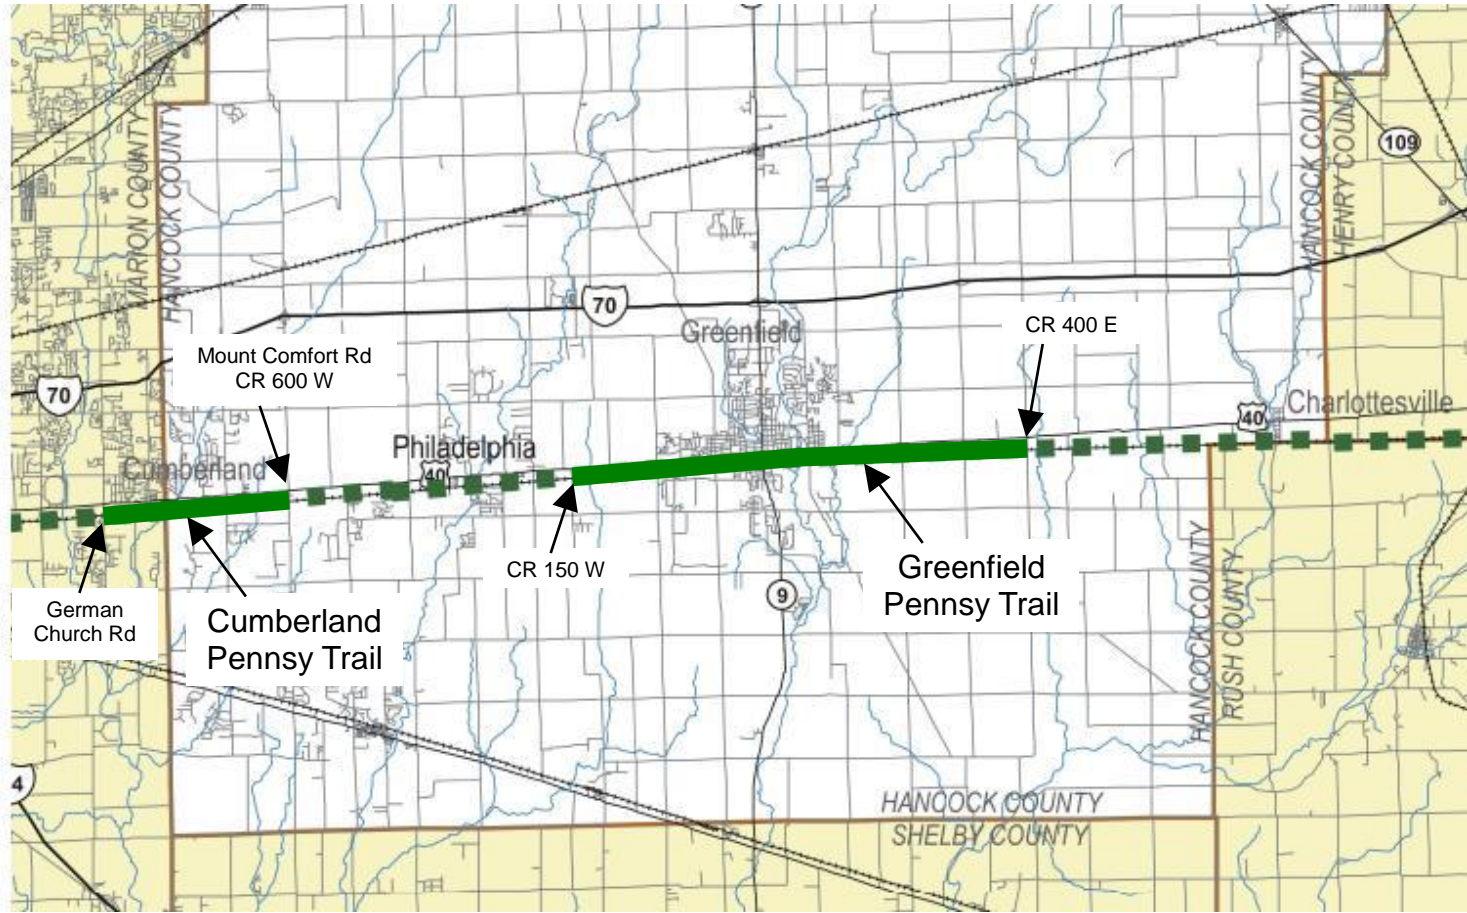 MARION COUNTY
HANCOCK COUNTY
HANCOCK COUNTY
HENRY COUNTY
109
70
Greenfield
CR 400 E
Mount Comfort Rd
CR 600 W
70
Charlottesville
40
Philadelphia
40
Cumberland
CR 150 W
Greenfield
Pennsy Trail
9
German
Church Rd
Cumberland
Pennsy Trail
HANCOCK COUNTY
RUSH COUNTY
4
HANCOCK COUNTY
SHELBY COUNTY